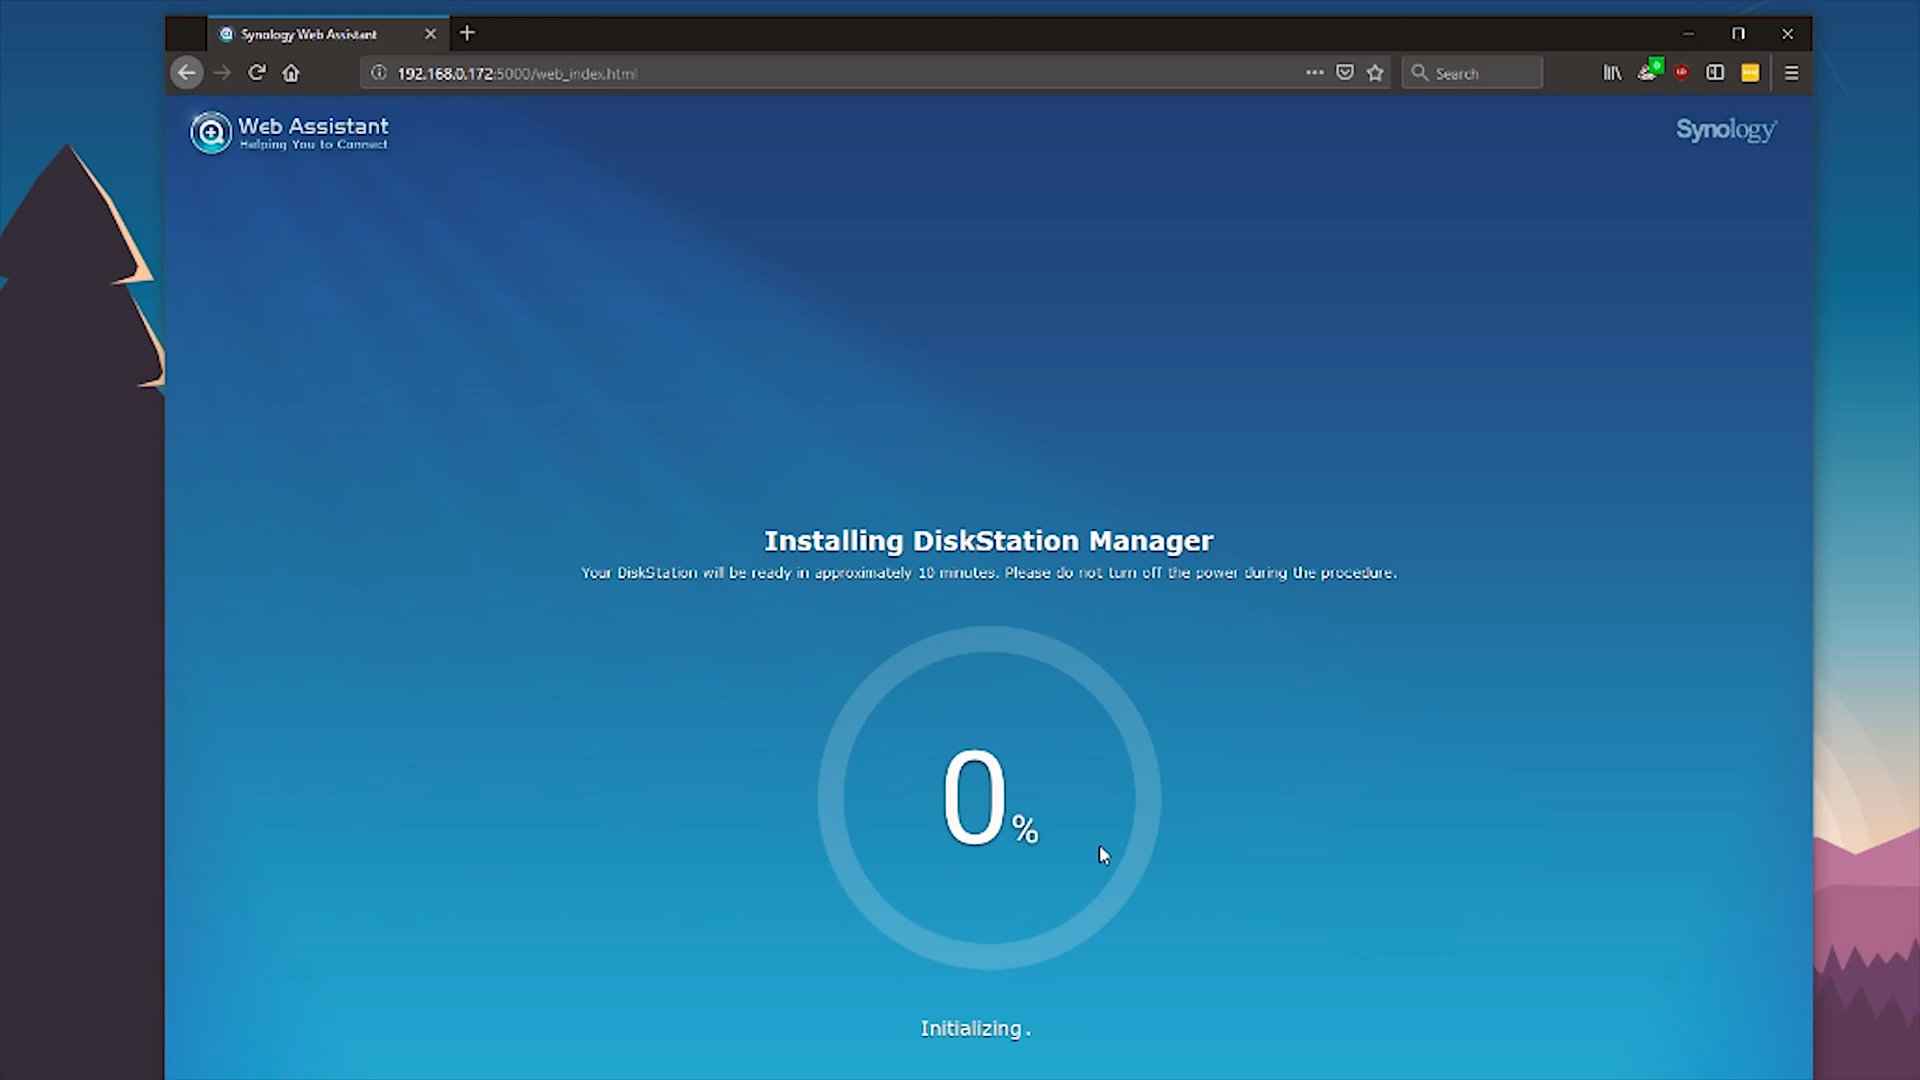 Synology Web Assistant
192.168.0.172:5000/web_index.html
Search
Web Assistant
Helping You to Connect
Synology
Installing DiskStation Manager
Your DiskStation will be ready in approximately 10 minutes. Please do not turn off the power during the procedure.
0%
Initializing.